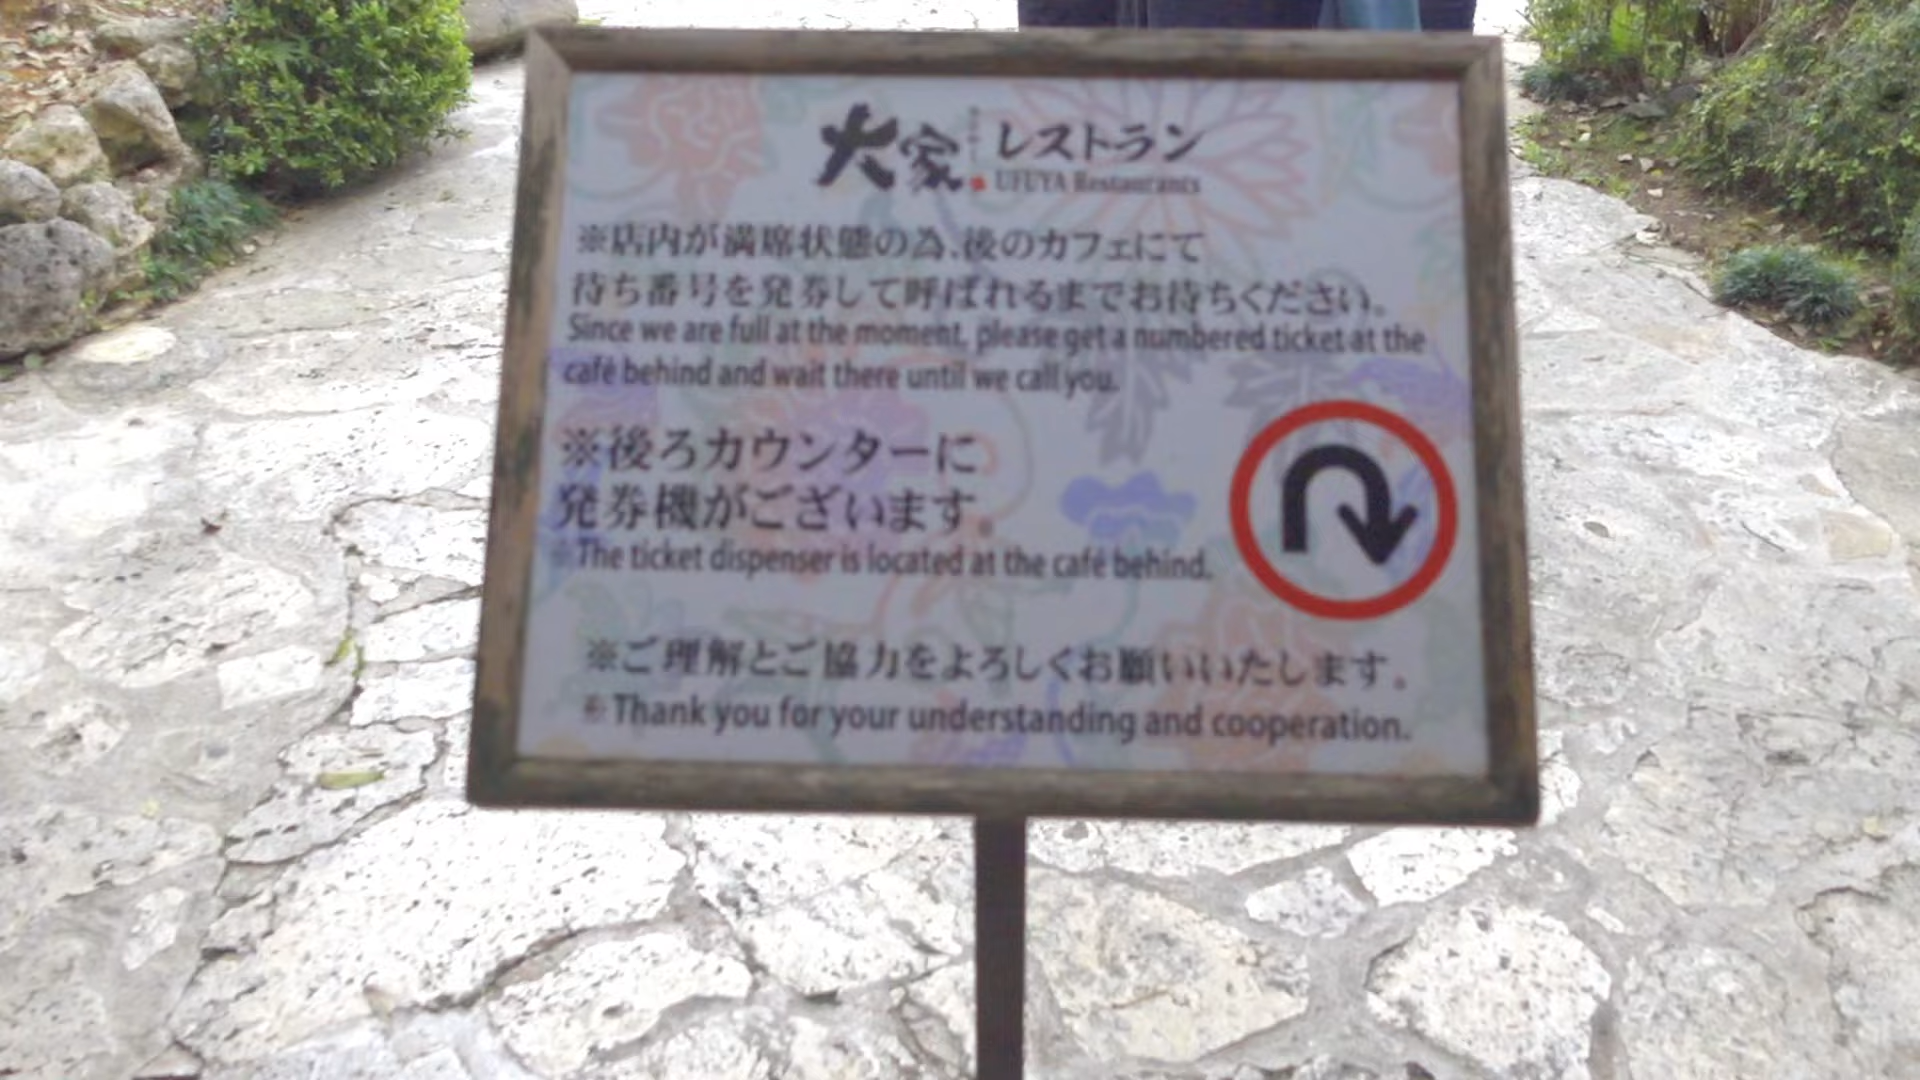 大家 レストラン
UFUYA Restaurants
※店内が満席状態の為、後のカフェにて
待ち番号を発券して呼ばれるまでお待ちください。
Since we are full at the moment, please get a numbered ticket at the
café behind and wait there until we call you.
※後ろカウンターに
発券機がございます。
※The ticket dispenser is located at the café behind.
※ご理解とご協力をよろしくお願いいたします。
※Thank you for your understanding and cooperation.